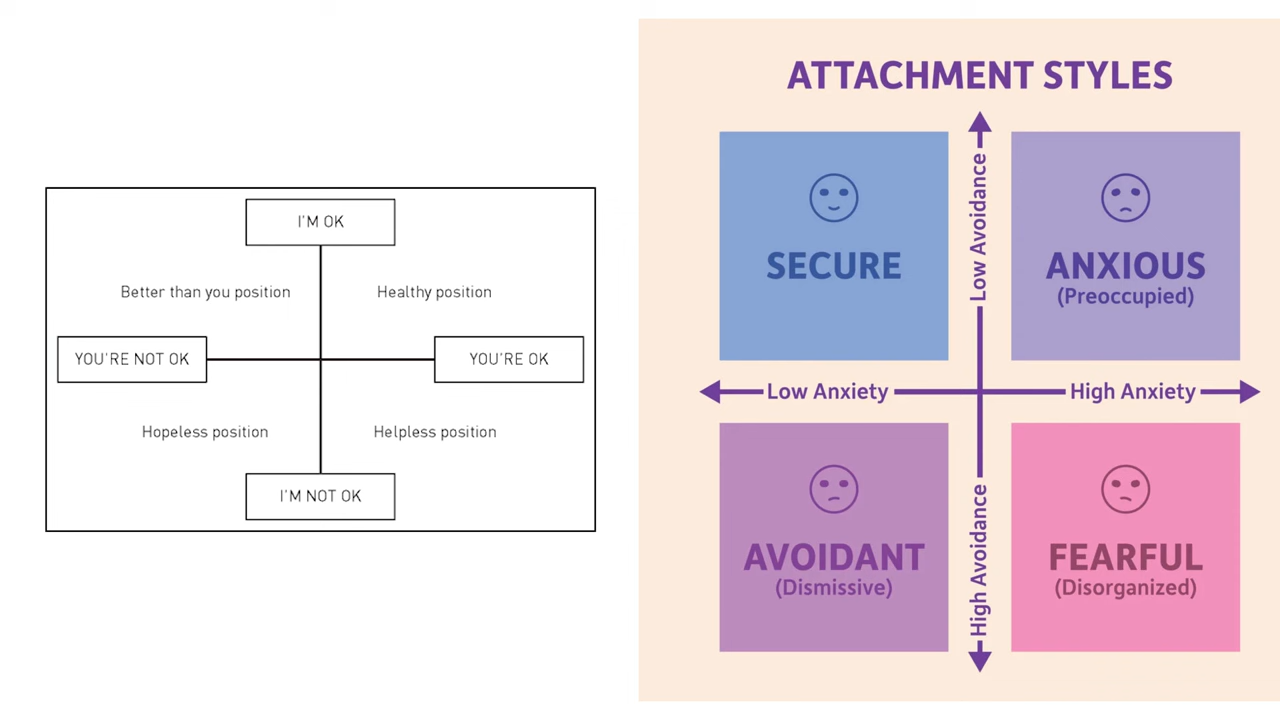 I'M OK
Better than you position
Healthy position
YOU'RE NOT OK
YOU'RE OK
Hopeless position
Helpless position
I'M NOT OK
ATTACHMENT STYLES
Low Avoidance
SECURE
ANXIOUS
(Preoccupied)
Low Anxiety
High Anxiety
High Avoidance
AVOIDANT
(Dismissive)
FEARFUL
(Disorganized)